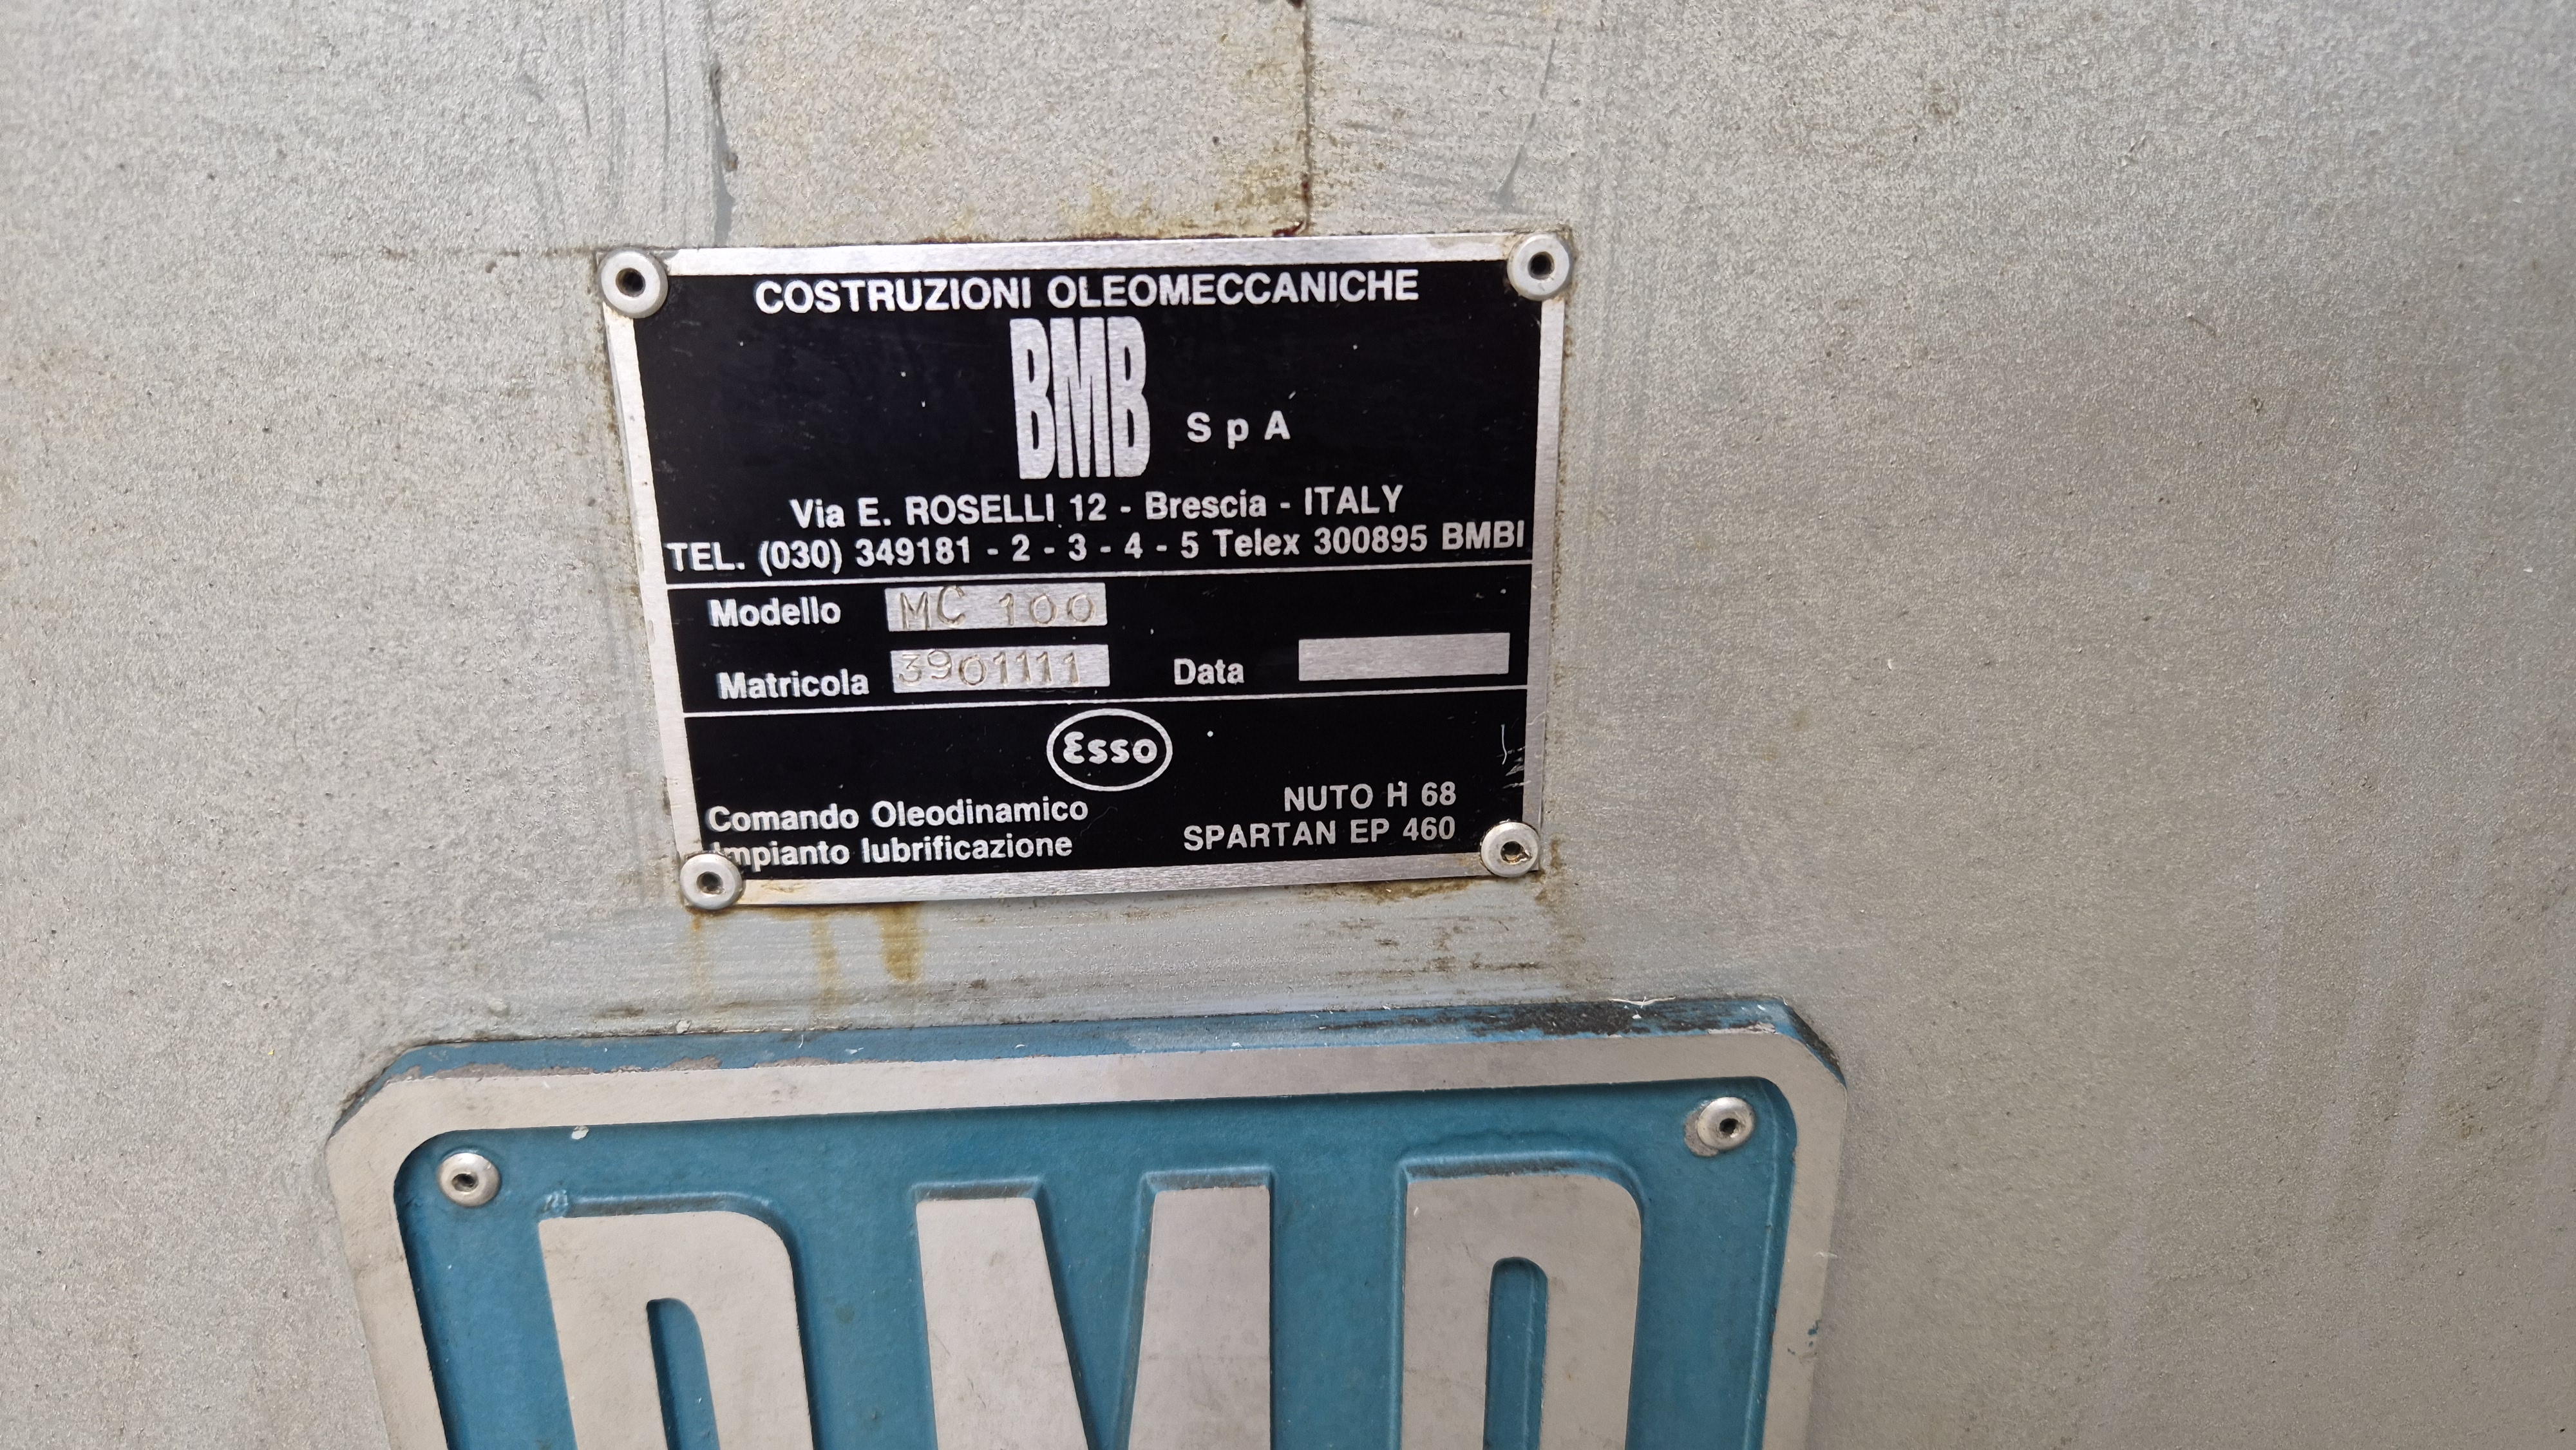 COSTRUZIONI OLEOMECCANICHE
BMB SpA
Via E. ROSELLI 12 - Brescia - ITALY
TEL. (030) 349181 - 2 - 3 - 4 - 5 Telex 300895 BMBI
Modello MC 100
Matricola 3901111 Data
Esso
Comando Oleodinamico NUTO H 68
Impianto lubrificazione SPARTAN EP 460
BMB